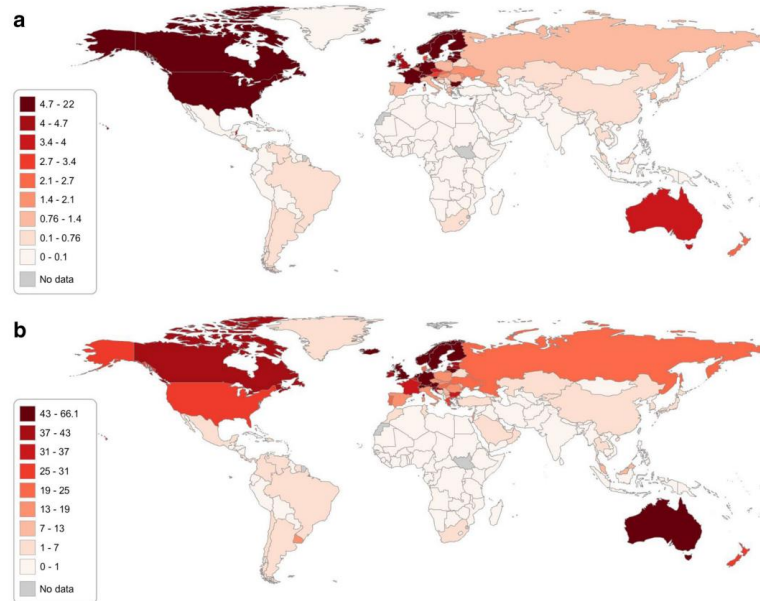 a
4.7 - 22
4 - 4.7
3.4 - 4
2.7 - 3.4
2.1 - 2.7
1.4 - 2.1
0.76 - 1.4
0.1 - 0.76
0 - 0.1
No data
b
43 - 66.1
37 - 43
31 - 37
25 - 31
19 - 25
13 - 19
7 - 13
1 - 7
0 - 1
No data